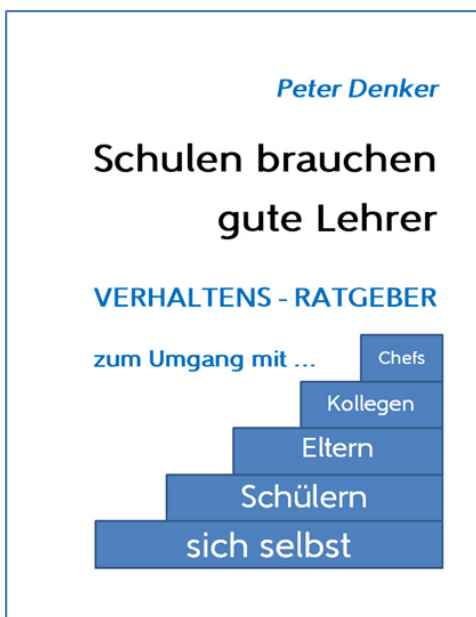 Peter Denker
Schulen brauchen
gute Lehrer
VERHALTENS - RATGEBER
zum Umgang mit ...
Chefs
Kollegen
Eltern
Schülern
sich selbst